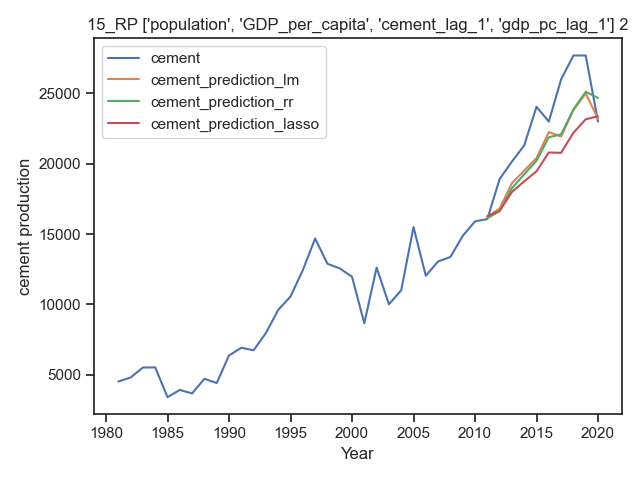 15_RP ['population', 'GDP_per_capita', 'cement_lag_1', 'gdp_pc_lag_1'] 2
cement
cement_prediction_lm
cement_prediction_rr
cement_prediction_lasso
25000
20000
15000
10000
5000
cement production
1980 1985 1990 1995 2000 2005 2010 2015 2020
Year